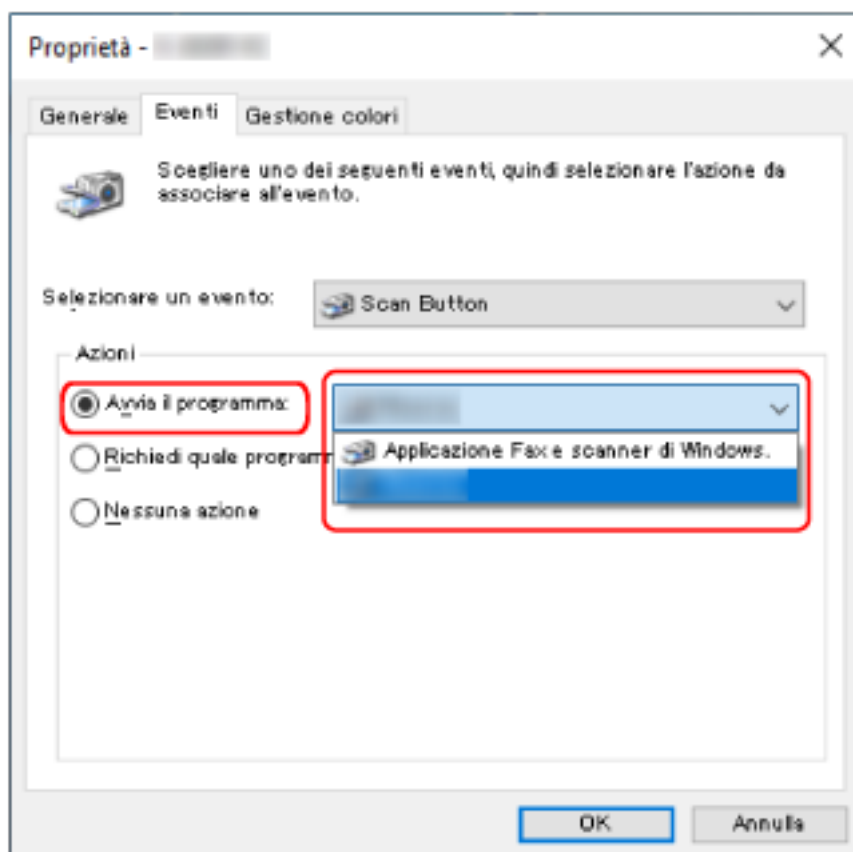 Proprietà -
Generale Eventi Gestione colori
Scegliere uno dei seguenti eventi, quindi selezionare l'azione da
associare all'evento.
Selezionare un evento: Scan Button
Azioni
Avvia il programma:
Richiedi quale programm Applicazione Fax e scanner di Windows.
Nessuna azione
OK Annulla